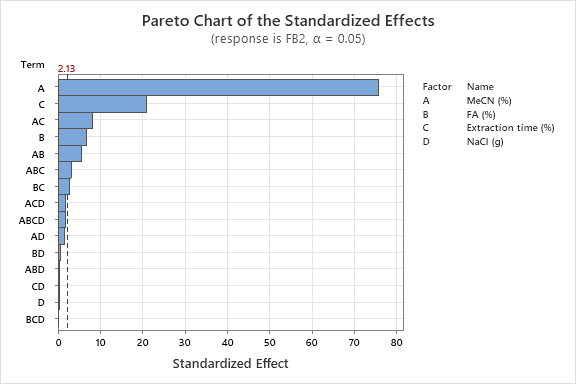 Pareto Chart of the Standardized Effects
(response is FB2, α = 0.05)
Term
2.13
A
C
AC
B
AB
ABC
BC
ACD
ABCD
AD
BD
ABD
CD
D
BCD
0 10 20 30 40 50 60 70 80
Standardized Effect
Factor Name
A MeCN (%)
B FA (%)
C Extraction time (%)
D NaCl (g)